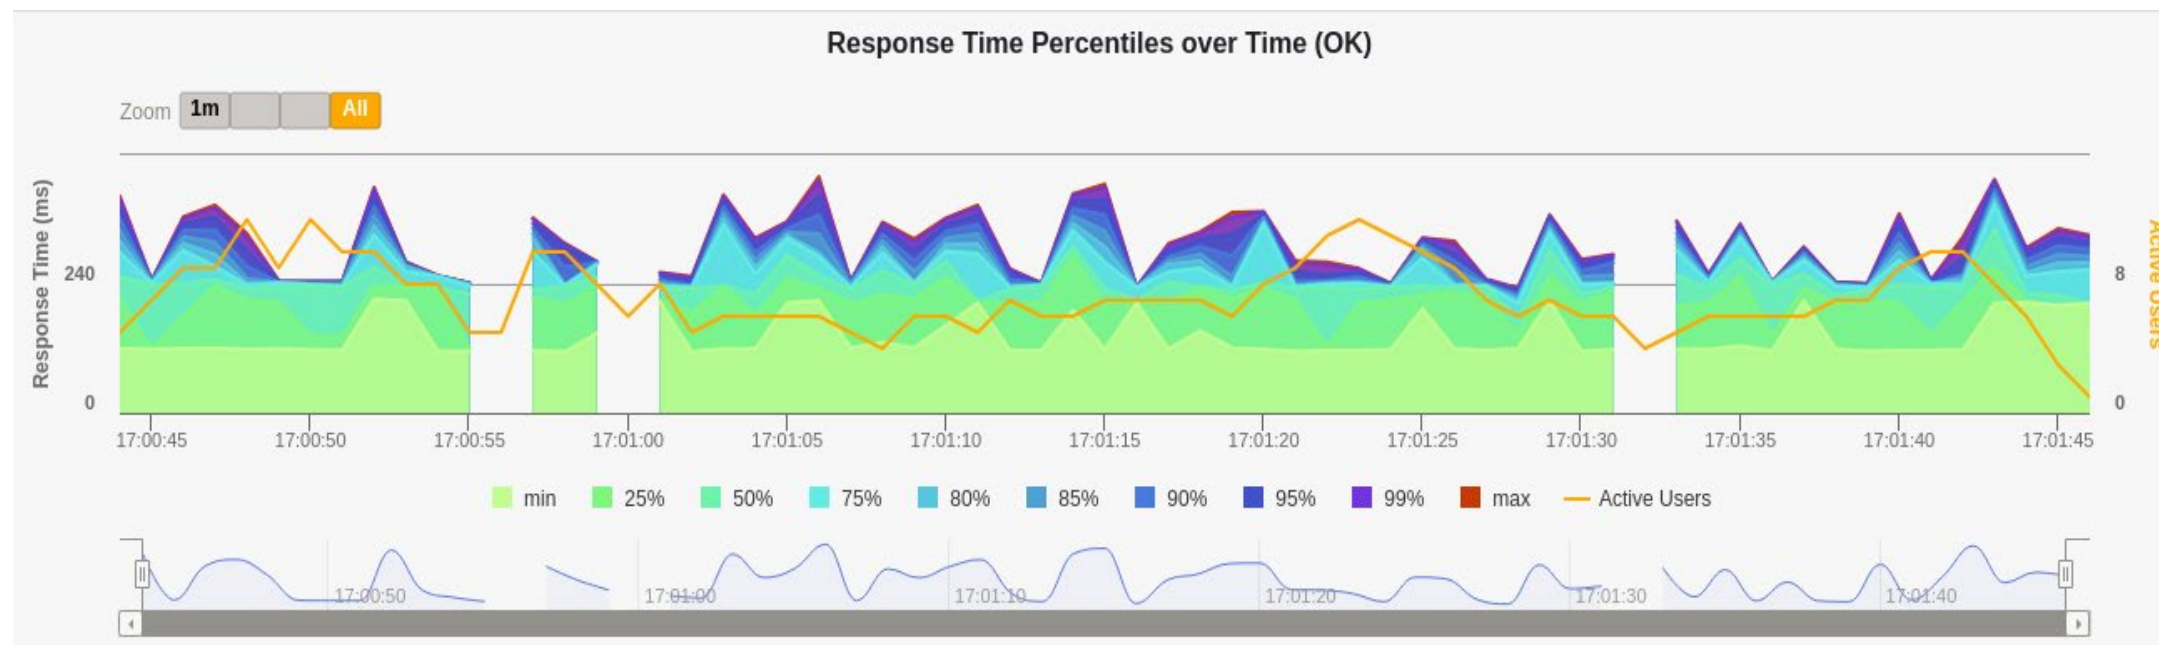 Response Time Percentiles over Time (OK)
Zoom 1m All
Response Time (ms)
240
0
8
0
Active Users
17:00:45 17:00:50 17:00:55 17:01:00 17:01:05 17:01:10 17:01:15 17:01:20 17:01:25 17:01:30 17:01:35 17:01:40 17:01:45
min 25% 50% 75% 80% 85% 90% 95% 99% max Active Users
17:00:50 17:01:00 17:01:10 17:01:20 17:01:30 17:01:40